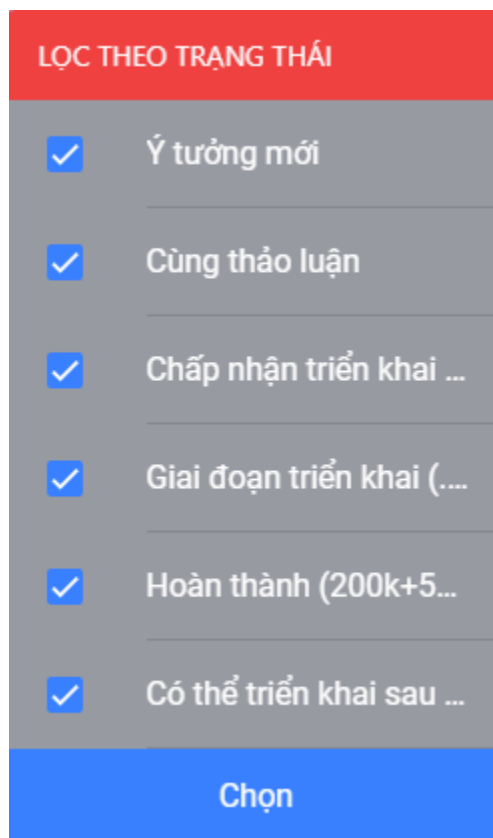 LỌC THEO TRẠNG THÁI
Ý tưởng mới
Cùng thảo luận
Chấp nhận triển khai ...
Giai đoạn triển khai (....
Hoàn thành (200k+5...
Có thể triển khai sau ...
Chọn